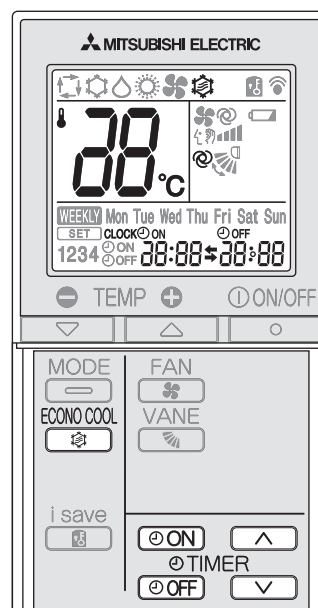 MITSUBISHI ELECTRIC
88°C
WEEKLY Mon Tue Wed Thu Fri Sat Sun
SET CLOCK ON OFF
1234 ON OFF 88:88 88:88
TEMP ON/OFF
MODE FAN
ECONO COOL VANE
i save
ON
TIMER
OFF